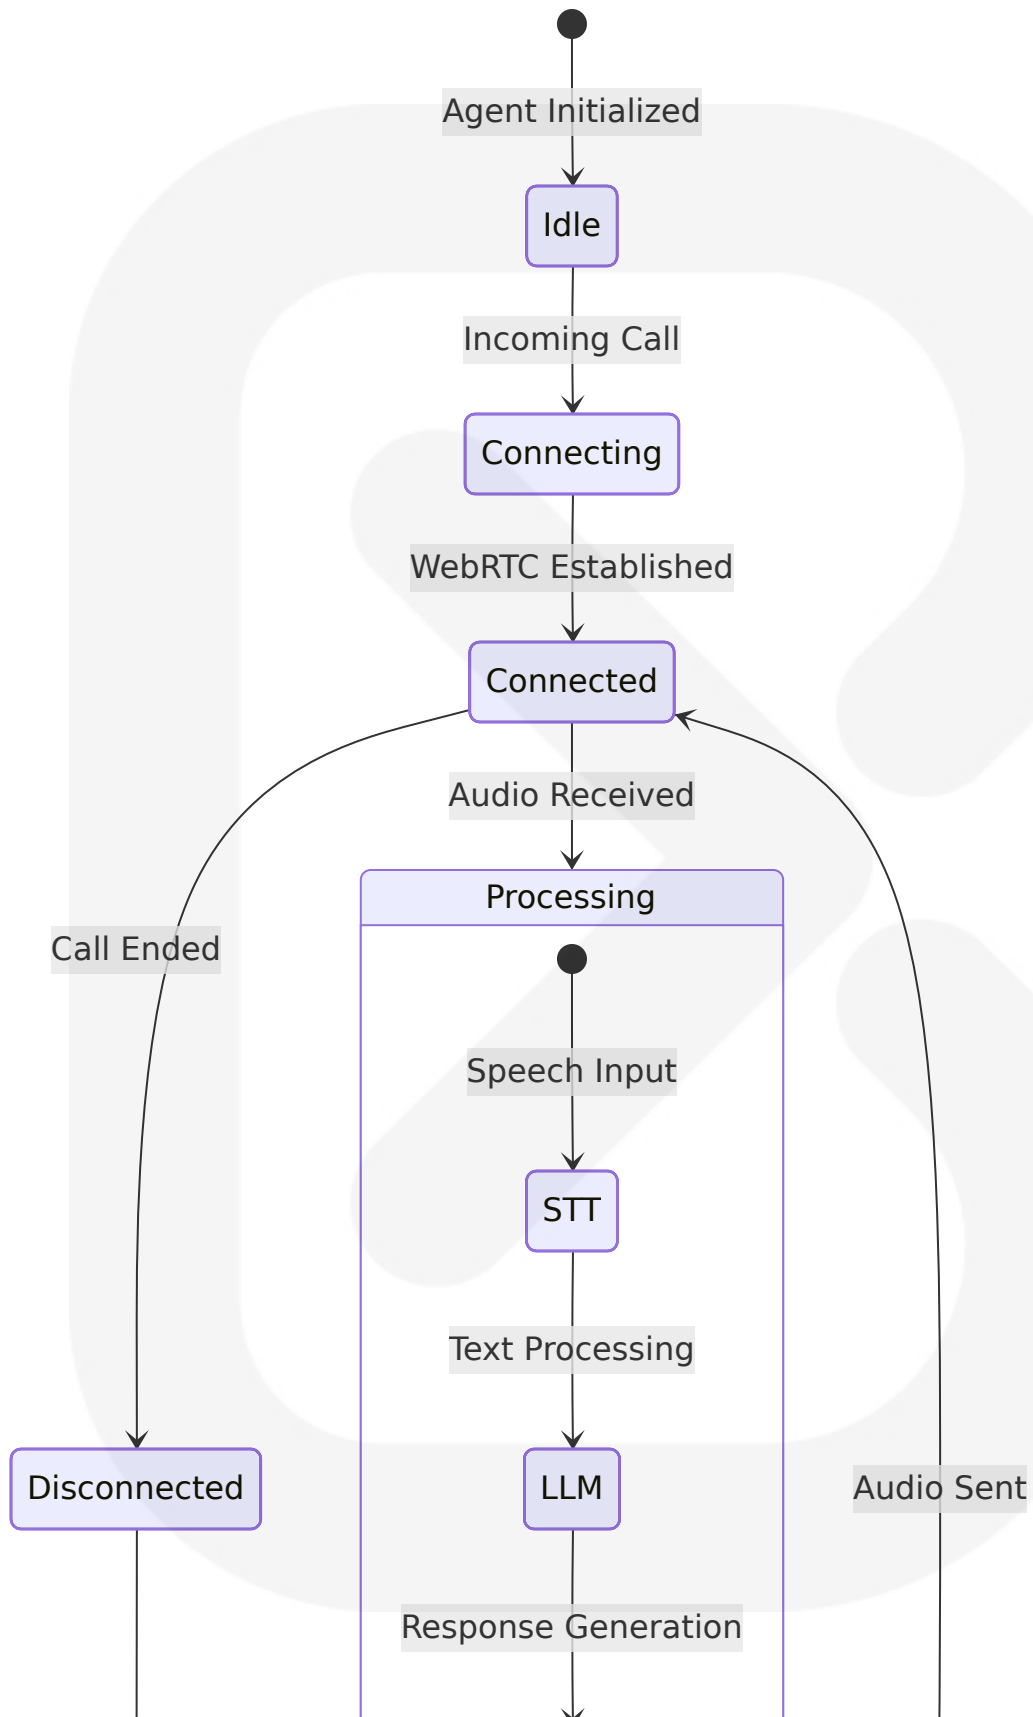 Agent Initialized
Idle
Incoming Call
Connecting
WebRTC Established
Connected
Audio Received
Processing
Call Ended
Speech Input
STT
Text Processing
Disconnected
LLM
Audio Sent
Response Generation